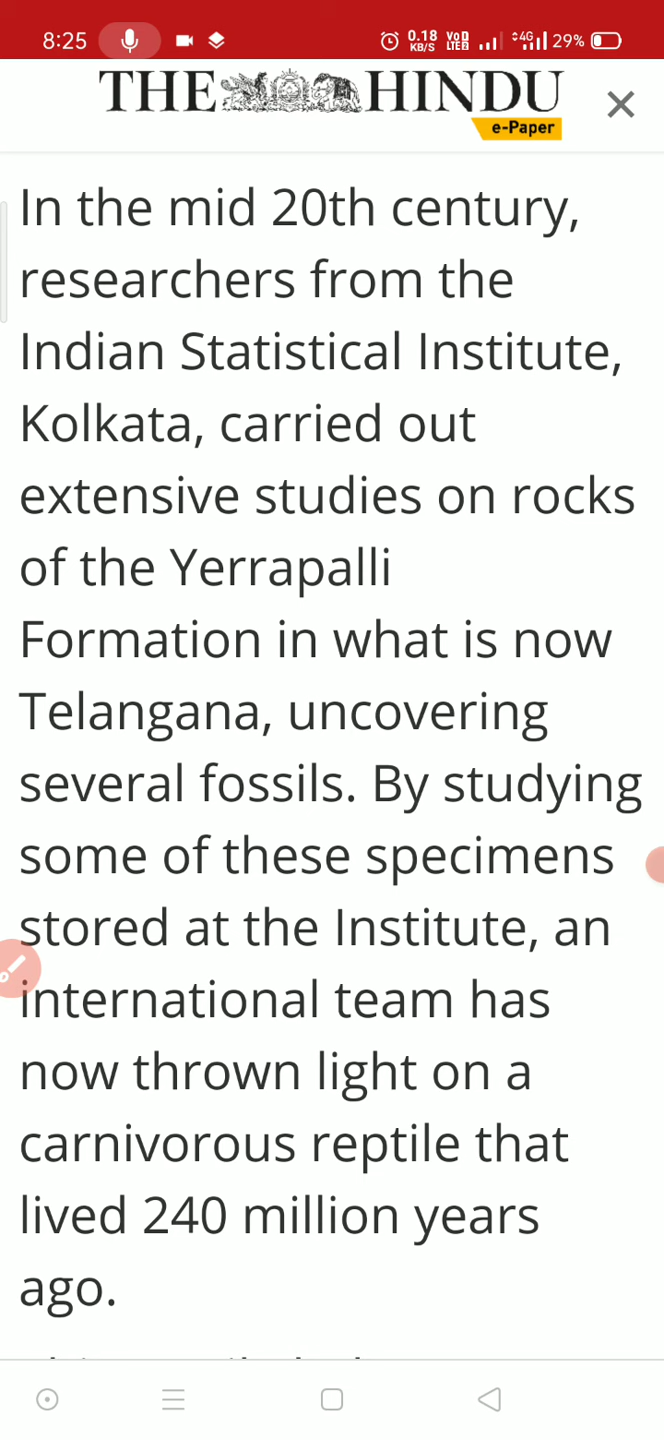 8:25
0.18 KB/S
VoD LTE
4G
29%
THE HINDU
e-Paper
In the mid 20th century,
researchers from the
Indian Statistical Institute,
Kolkata, carried out
extensive studies on rocks
of the Yerrapalli
Formation in what is now
Telangana, uncovering
several fossils. By studying
some of these specimens
stored at the Institute, an
international team has
now thrown light on a
carnivorous reptile that
lived 240 million years
ago.